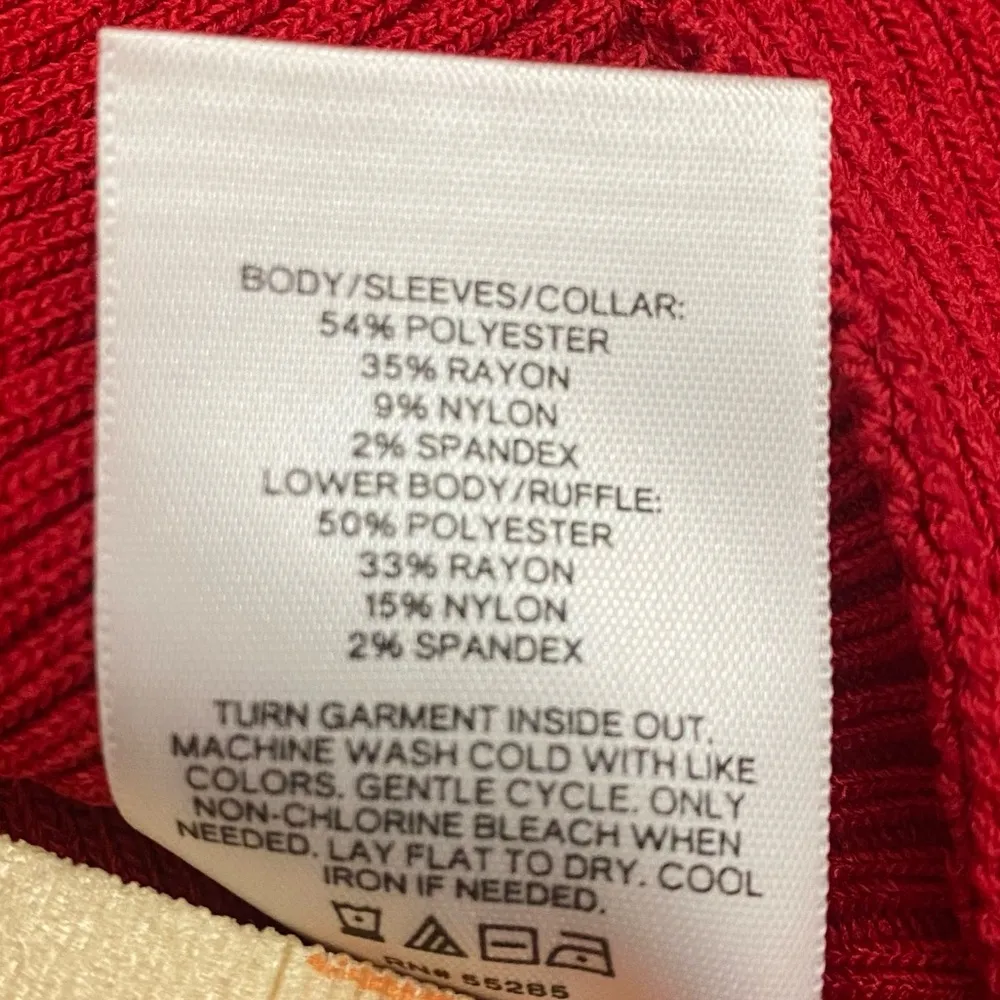 BODY/SLEEVES/COLLAR:
54% POLYESTER
35% RAYON
9% NYLON
2% SPANDEX
LOWER BODY/RUFFLE:
50% POLYESTER
33% RAYON
15% NYLON
2% SPANDEX
TURN GARMENT INSIDE OUT.
MACHINE WASH COLD WITH LIKE
COLORS. GENTLE CYCLE. ONLY
NON-CHLORINE BLEACH WHEN
NEEDED. LAY FLAT TO DRY. COOL
IRON IF NEEDED.
RN# 55285